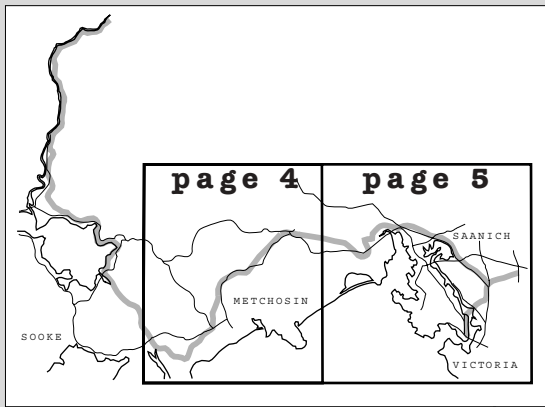 page 4
page 5
SAANICH
METCHOSIN
SOOKE
VICTORIA